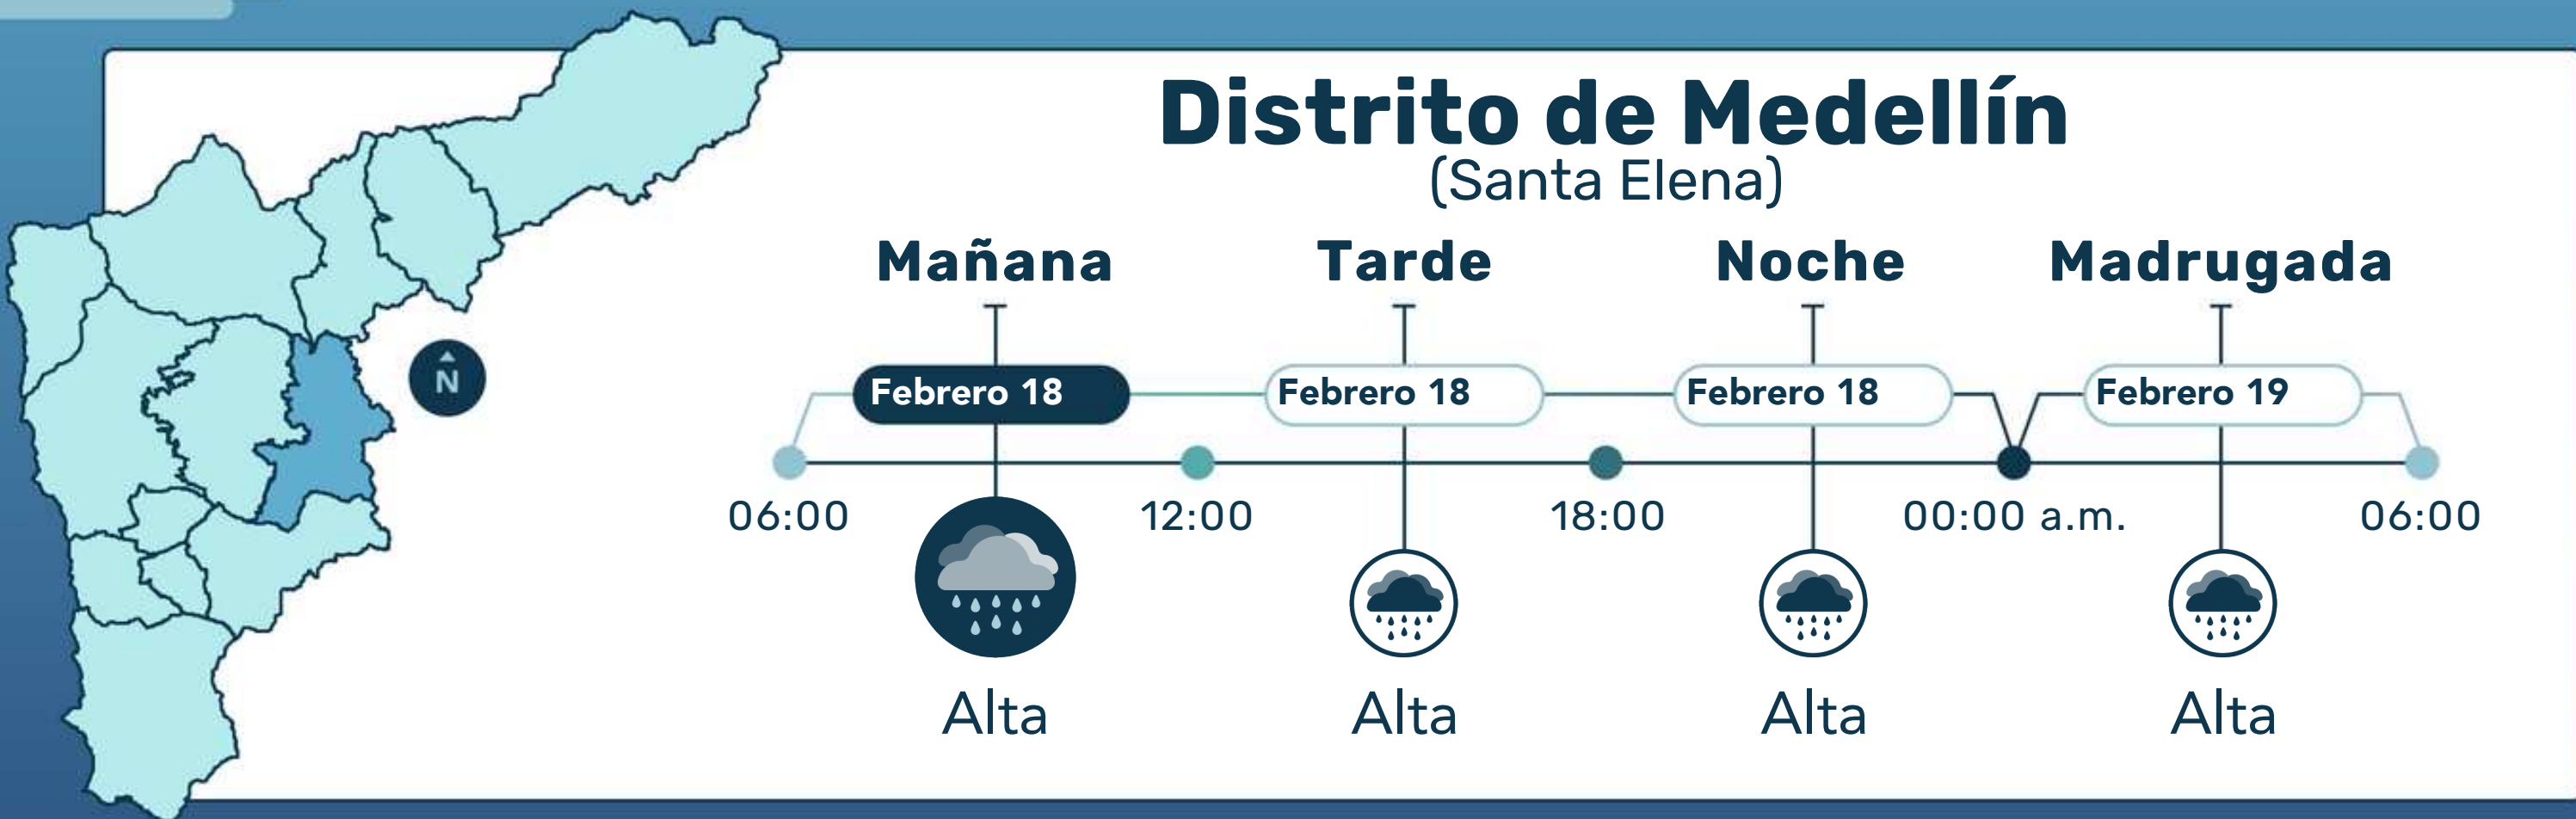 Distrito de Medellín
(Santa Elena)
Mañana Tarde Noche Madrugada
N
Febrero 18 Febrero 18 Febrero 18 Febrero 19
06:00 12:00 18:00 00:00 a.m. 06:00
Alta Alta Alta Alta